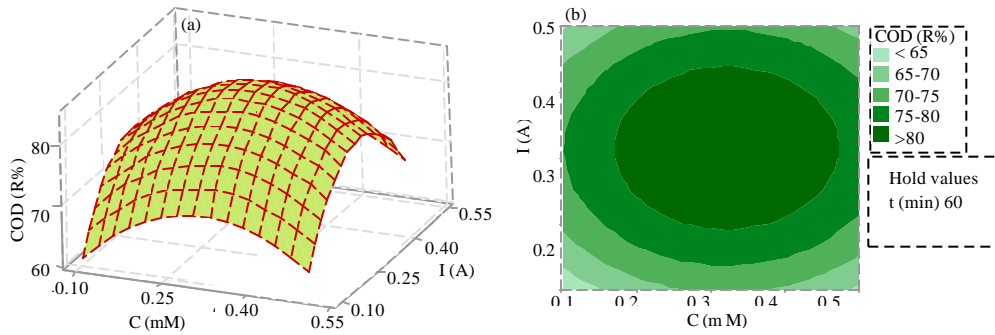 (a)
COD (R%)
80
70
60
0.10
0.25
0.40
0.55
C (mM)
0.10
0.25
0.40
0.55
I (A)
(b)
I (A)
0.5
0.4
0.3
0.2
0.1
0.2
0.3
0.4
0.5
C (m M)
COD (R%)
< 65
65-70
70-75
75-80
>80
Hold values
t (min) 60